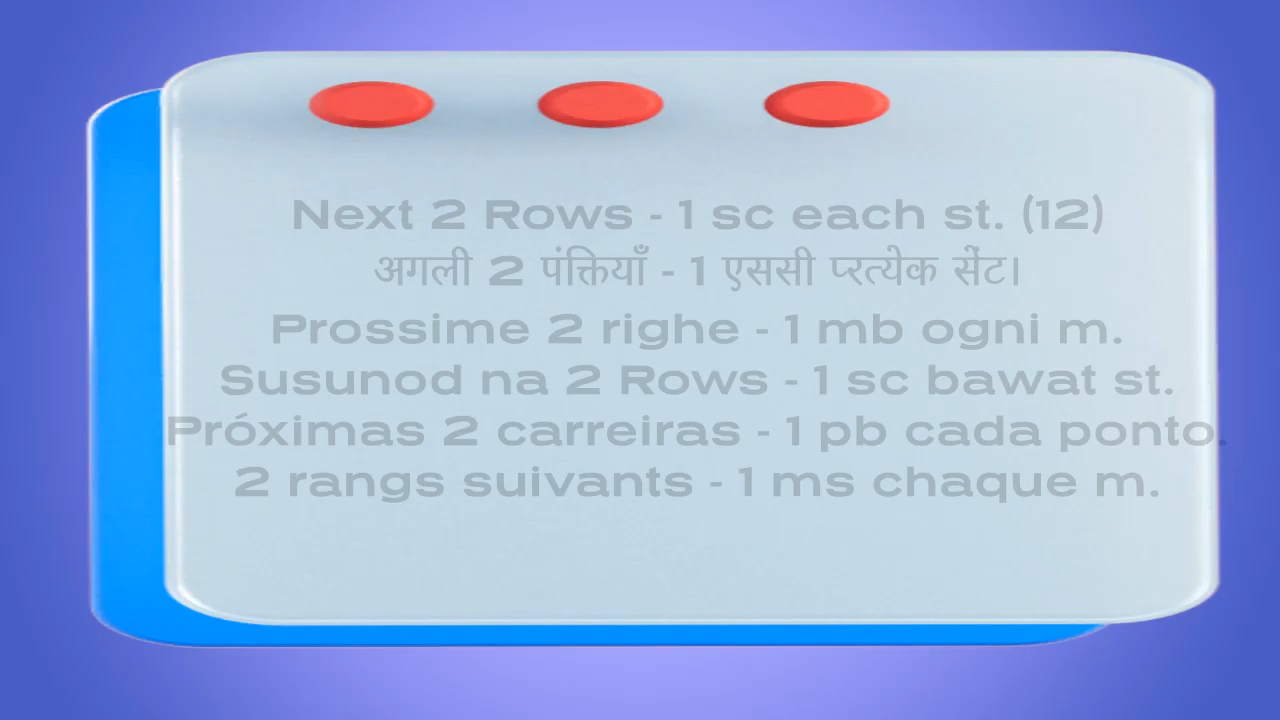 Next 2 Rows - 1 sc each st. (12)
अगली 2 पंक्तियाँ - 1 एससी प्रत्येक सेंट।
Prossime 2 righe - 1 mb ogni m.
Susunod na 2 Rows - 1 sc bawat st.
Próximas 2 carreiras - 1 pb cada ponto.
2 rangs suivants - 1 ms chaque m.